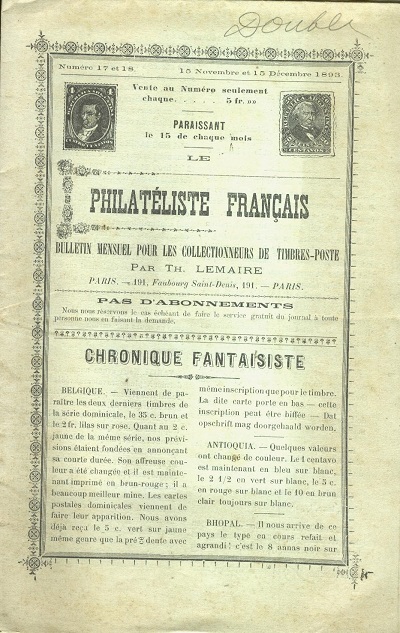 Double
Numéro 17 et 18.
15 Novembre et 15 Décembre 1893
Vente au Numéro seulement
chaque. . . . . . 5 fr. »»
PARAISSANT
le 15 de chaque mois
LE
PHILATÉLISTE FRANÇAIS
BULLETIN MENSUEL POUR LES COLLECTIONNEURS DE TIMBRES-POSTE
PAR TH. LEMAIRE
PARIS. — 191, Faubourg Saint-Denis, 191. — PARIS.
PAS D'ABONNEMENTS
Nous nous réservons le cas échéant de faire le service gratuit du journal à toute
personne nous en faisant la demande.
CHRONIQUE FANTAISISTE
BELGIQUE. — Viennent de pa-
raître les deux derniers timbres de
la série dominicale, le 35 c. brun et
le 2 fr. lilas sur rose. Quant au 2 c.
jaune de la même série, nos prévi-
sions étaient fondées en annonçant
sa courte durée. Son affreuse cou-
leur a été changée et il est mainte-
nant imprimé en brun-rouge ; il a
beaucoup meilleur mine. Les cartes
postales dominicales viennent de
faire leur apparition. Nous avons
déjà reçu le 5 c. vert sur jaune
même genre que la précédente avec
même inscription que pour le timbre.
La dite carte porte en bas — cette
inscription peut être biffée — Dat
opschrift mag doorgehaald worden.
ANTIOQUIA. — Quelques valeurs
ont changé de couleur. Le 1 centavo
est maintenant en bleu sur blanc,
le 2 1/2 en vert sur blanc, le 5 c.
en rouge sur blanc et le 10 en brun
clair toujours sur blanc.
BHOPAL. — Il nous arrive de ce
pays le type en cours refait et
agrandi ! c'est le 8 annas noir sur